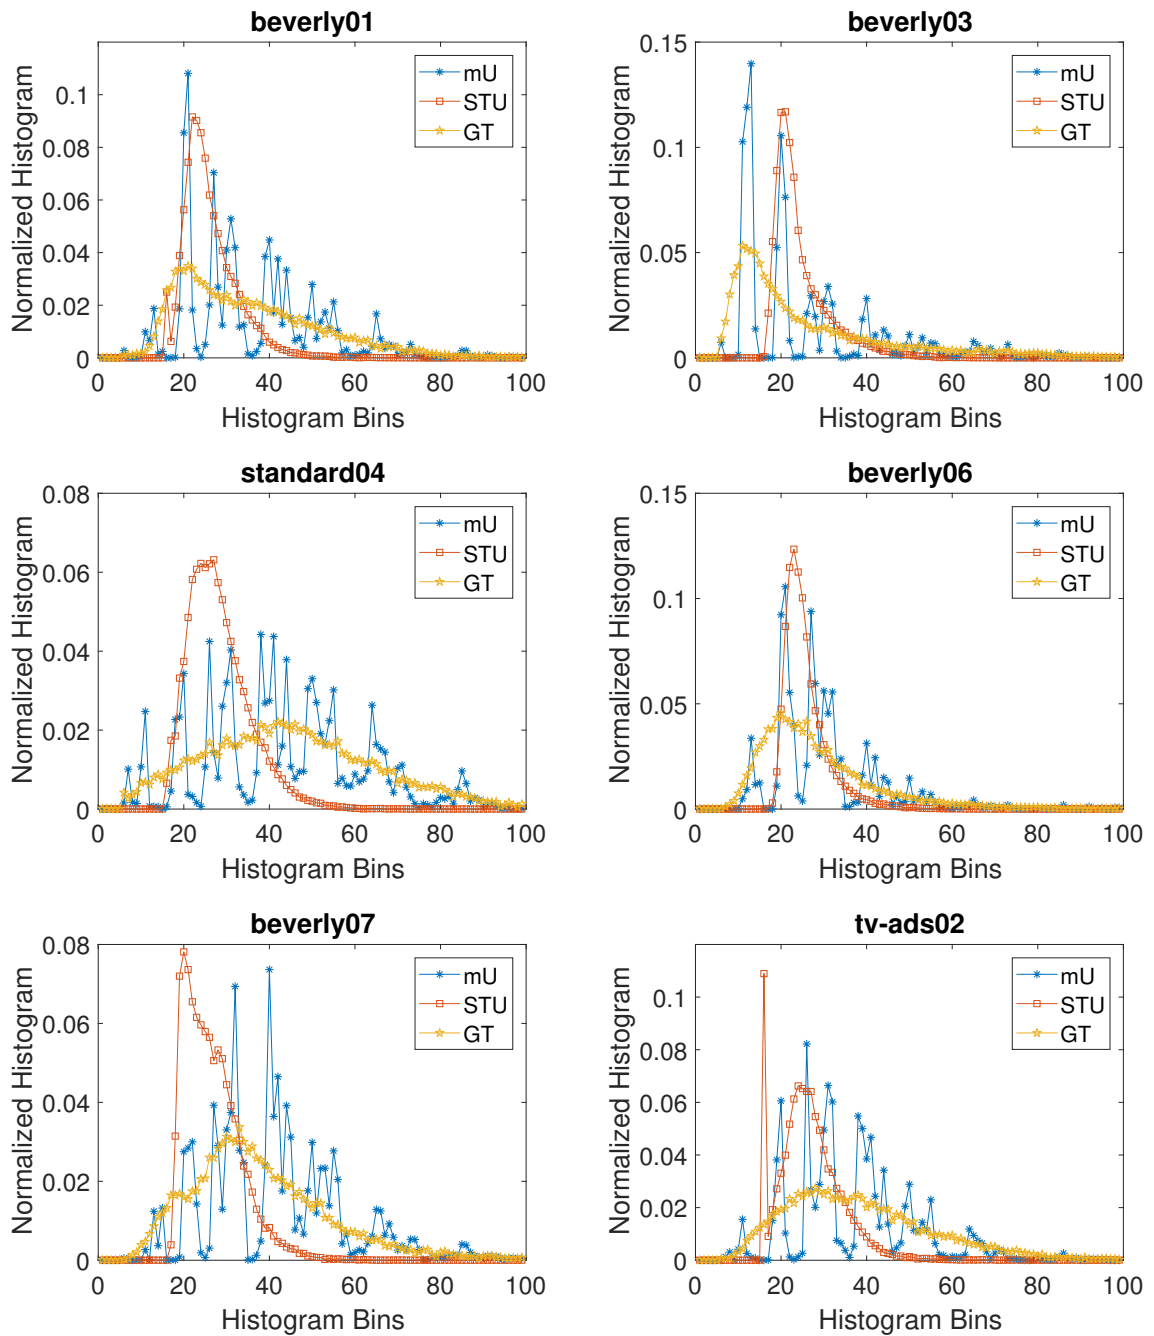 beverly01
Normalized Histogram
0.1
0.08
0.06
0.04
0.02
0
0 20 40 60 80 100
Histogram Bins
mU
STU
GT
beverly03
Normalized Histogram
0.15
0.1
0.05
0
0 20 40 60 80 100
Histogram Bins
mU
STU
GT
standard04
Normalized Histogram
0.08
0.06
0.04
0.02
0
0 20 40 60 80 100
Histogram Bins
mU
STU
GT
beverly06
Normalized Histogram
0.15
0.1
0.05
0
0 20 40 60 80 100
Histogram Bins
mU
STU
GT
beverly07
Normalized Histogram
0.08
0.06
0.04
0.02
0
0 20 40 60 80 100
Histogram Bins
mU
STU
GT
tv-ads02
Normalized Histogram
0.1
0.08
0.06
0.04
0.02
0
0 20 40 60 80 100
Histogram Bins
mU
STU
GT